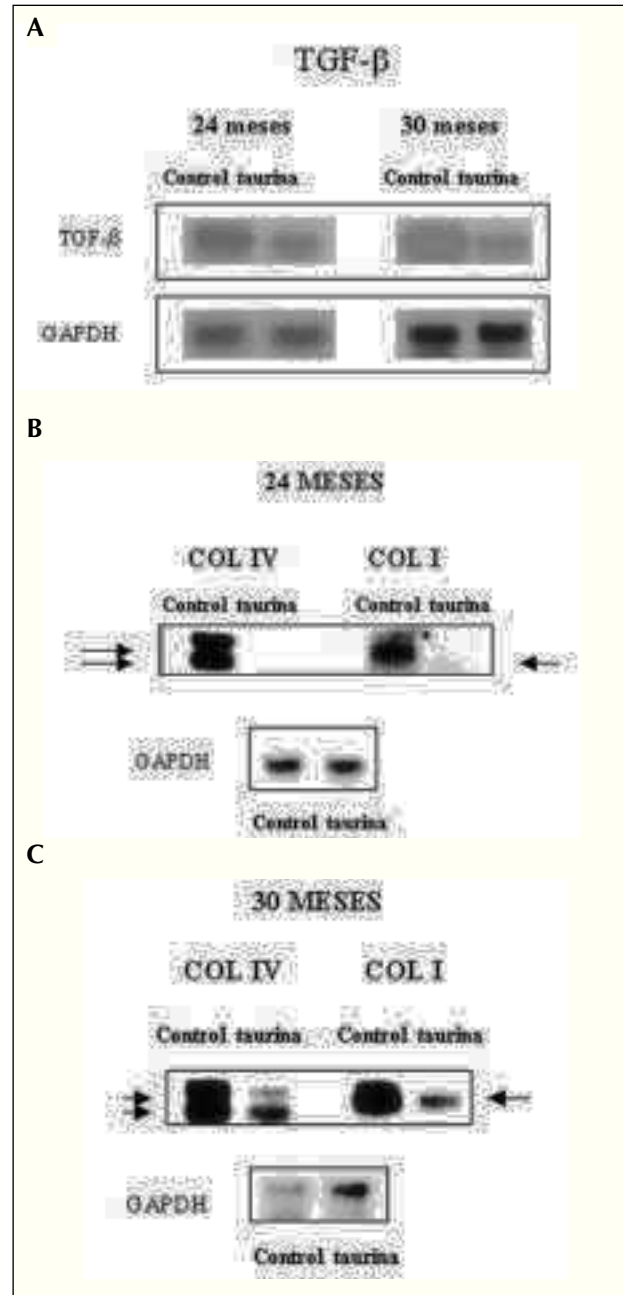 A
TGF-β
24 meses 30 meses
Control taurina Control taurina
TGF-β
GAPDH
B
24 MESES
COL IV COL I
Control taurina Control taurina
GAPDH
Control taurina
C
30 MESES
COL IV COL I
Control taurina Control taurina
GAPDH
Control taurina